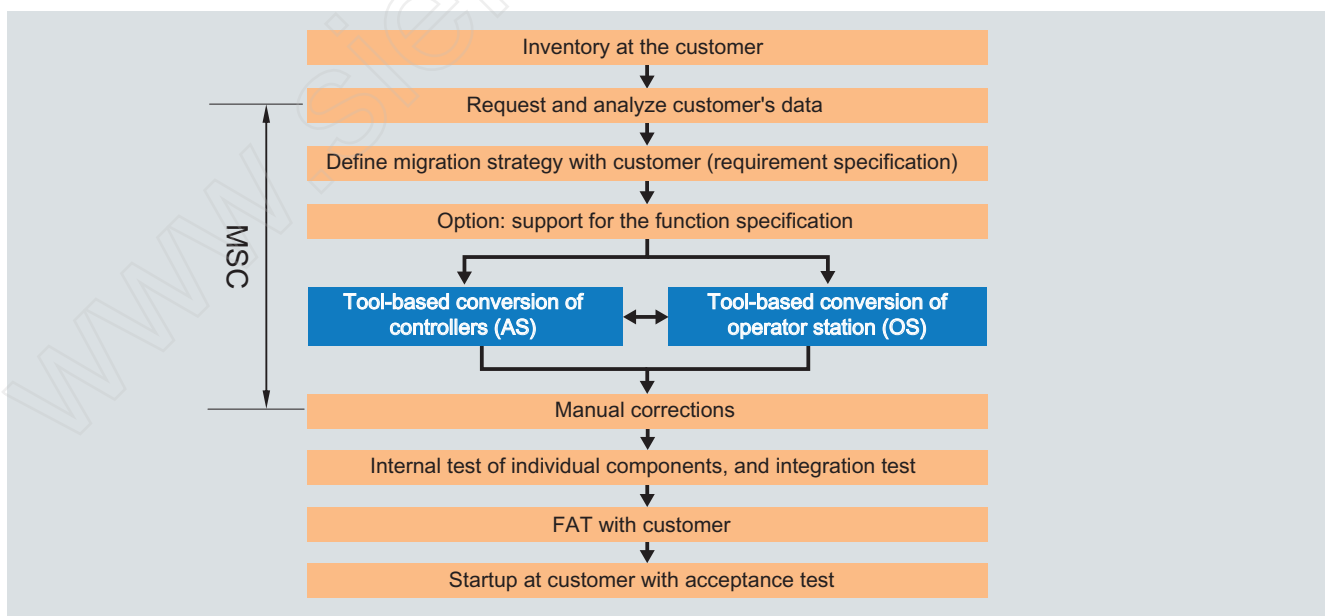 Inventory at the customer
Request and analyze customer's data
Define migration strategy with customer (requirement specification)
Option: support for the function specification
MSC
Tool-based conversion of
controllers (AS)
Tool-based conversion of
operator station (OS)
Manual corrections
Internal test of individual components, and integration test
FAT with customer
Startup at customer with acceptance test
www.sie